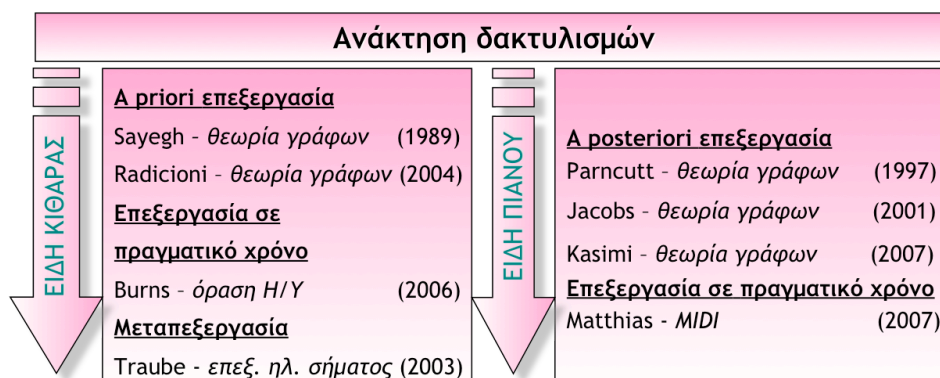 Ανάκτηση δακτυλισμών
ΕΙΔΗ ΚΙΘΑΡΑΣ
A priori επεξεργασία
Sayegh – θεωρία γράφων (1989)
Radicioni – θεωρία γράφων (2004)
Επεξεργασία σε
πραγματικό χρόνο
Burns – όραση Η/Υ (2006)
Μεταπεξεργασία
Traube - επεξ. ηλ. σήματος (2003)
ΕΙΔΗ ΠΙΑΝΟΥ
A posteriori επεξεργασία
Parncutt – θεωρία γράφων (1997)
Jacobs – θεωρία γράφων (2001)
Kasimi – θεωρία γράφων (2007)
Επεξεργασία σε πραγματικό χρόνο
Matthias - MIDI (2007)